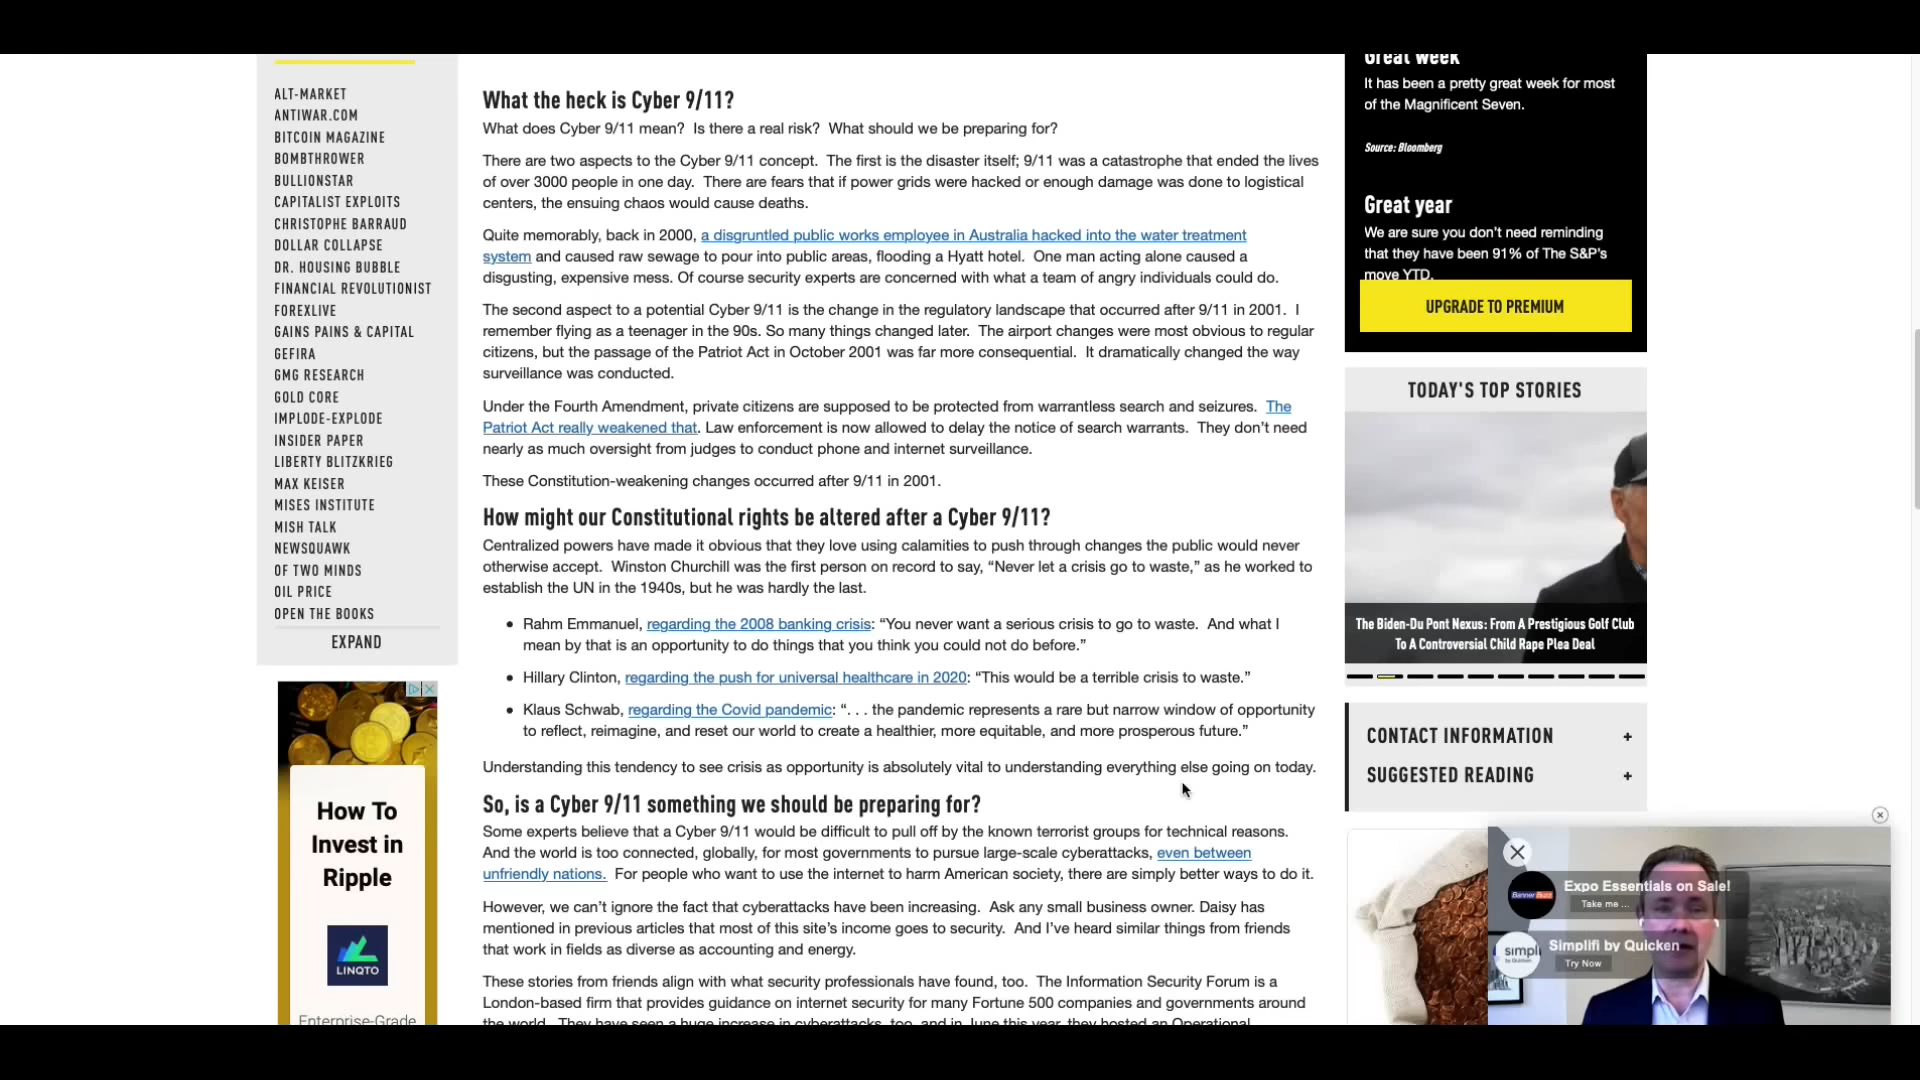 ALT-MARKET
ANTIWAR.COM
BITCOIN MAGAZINE
BOMBTHROWER
BULLIONSTAR
CAPITALIST EXPLOITS
CHRISTOPHE BARRAUD
DOLLAR COLLAPSE
DR. HOUSING BUBBLE
FINANCIAL REVOLUTIONIST
FOREXLIVE
GAINS PAINS & CAPITAL
GEFIRA
GMG RESEARCH
GOLD CORE
IMPLODE-EXPLODE
INSIDER PAPER
LIBERTY BLITZKRIEG
MAX KEISER
MISES INSTITUTE
MISH TALK
NEWSQUAWK
OF TWO MINDS
OIL PRICE
OPEN THE BOOKS
EXPAND
How To
Invest in
Ripple
LINQTO
Enterprise-Grade
What the heck is Cyber 9/11?
What does Cyber 9/11 mean?  Is there a real risk?  What should we be preparing for?
There are two aspects to the Cyber 9/11 concept.  The first is the disaster itself; 9/11 was a catastrophe that ended the lives
of over 3000 people in one day.  There are fears that if power grids were hacked or enough damage was done to logistical
centers, the ensuing chaos would cause deaths.
Quite memorably, back in 2000, a disgruntled public works employee in Australia hacked into the water treatment
system and caused raw sewage to pour into public areas, flooding a Hyatt hotel.  One man acting alone caused a
disgusting, expensive mess. Of course security experts are concerned with what a team of angry individuals could do.
The second aspect to a potential Cyber 9/11 is the change in the regulatory landscape that occurred after 9/11 in 2001.  I
remember flying as a teenager in the 90s. So many things changed later.  The airport changes were most obvious to regular
citizens, but the passage of the Patriot Act in October 2001 was far more consequential.  It dramatically changed the way
surveillance was conducted.
Under the Fourth Amendment, private citizens are supposed to be protected from warrantless search and seizures.  The
Patriot Act really weakened that. Law enforcement is now allowed to delay the notice of search warrants.  They don’t need
nearly as much oversight from judges to conduct phone and internet surveillance.
These Constitution-weakening changes occurred after 9/11 in 2001.
How might our Constitutional rights be altered after a Cyber 9/11?
Centralized powers have made it obvious that they love using calamities to push through changes the public would never
otherwise accept.  Winston Churchill was the first person on record to say, “Never let a crisis go to waste,” as he worked to
establish the UN in the 1940s, but he was hardly the last.
• Rahm Emmanuel, regarding the 2008 banking crisis: “You never want a serious crisis to go to waste.  And what I
mean by that is an opportunity to do things that you think you could not do before.”
• Hillary Clinton, regarding the push for universal healthcare in 2020: “This would be a terrible crisis to waste.”
• Klaus Schwab, regarding the Covid pandemic: “. . . the pandemic represents a rare but narrow window of opportunity
to reflect, reimagine, and reset our world to create a healthier, more equitable, and more prosperous future.”
Understanding this tendency to see crisis as opportunity is absolutely vital to understanding everything else going on today.
So, is a Cyber 9/11 something we should be preparing for?
Some experts believe that a Cyber 9/11 would be difficult to pull off by the known terrorist groups for technical reasons.
And the world is too connected, globally, for most governments to pursue large-scale cyberattacks, even between
unfriendly nations.  For people who want to use the internet to harm American society, there are simply better ways to do it.
However, we can’t ignore the fact that cyberattacks have been increasing.  Ask any small business owner. Daisy has
mentioned in previous articles that most of this site’s income goes to security.  And I’ve heard similar things from friends
that work in fields as diverse as accounting and energy.
These stories from friends align with what security professionals have found, too.  The Information Security Forum is a
London-based firm that provides guidance on internet security for many Fortune 500 companies and governments around
the world.  They have seen a huge increase in cyberattacks, too, and in June this year, they hosted an Operational
Great week
It has been a pretty great week for most
of the Magnificent Seven.
Source: Bloomberg
Great year
We are sure you don’t need reminding
that they have been 91% of The S&P’s
move YTD.
UPGRADE TO PREMIUM
TODAY'S TOP STORIES
The Biden-Du Pont Nexus: From A Prestigious Golf Club
To A Controversial Child Rape Plea Deal
CONTACT INFORMATION +
SUGGESTED READING +
Banner Buzz
Expo Essentials on Sale!
Take me ...
simpli
by Quicken
Simplifi by Quicken
Try Now